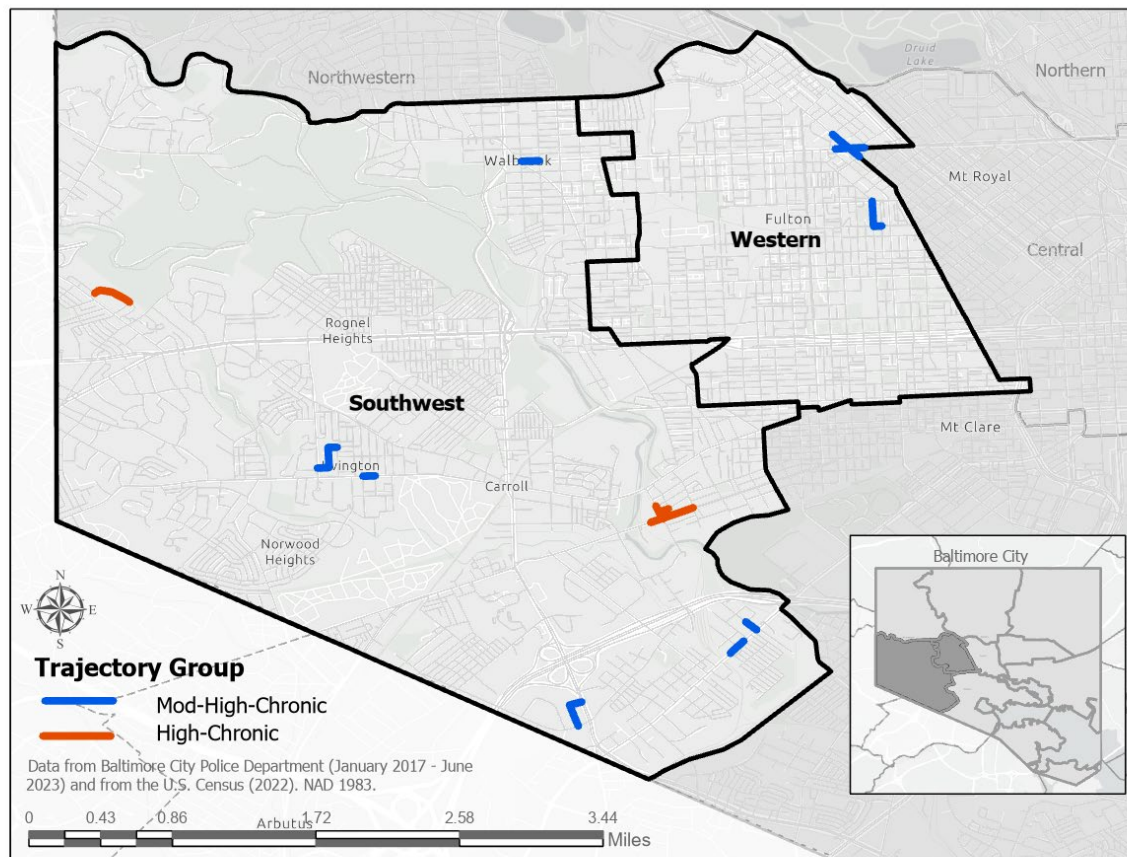 Druid
Lake
Northwestern
Northern
Walbrook
Mt Royal
Fulton
Western
Central
Rognel
Heights
Southwest
Mt Clare
Carroll
Norwood
Heights
Baltimore City
N
W E
S
Trajectory Group
Mod-High-Chronic
High-Chronic
Data from Baltimore City Police Department (January 2017 - June
2023) and from the U.S. Census (2022). NAD 1983.
0 0.43 0.86 1.72 2.58 3.44
Arbutus
Miles